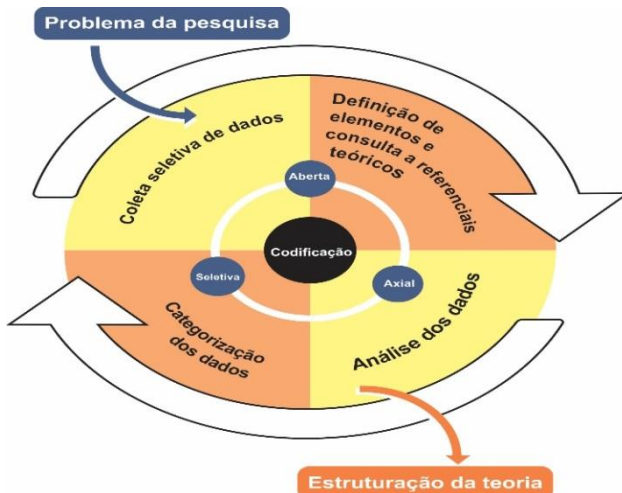 Problema da pesquisa
Coleta seletiva de dados
Definição de
elementos e
consulta a referenciais
teóricos
Aberta
Codificação
Seletiva
Axial
Categorização
dos dados
Análise dos dados
Estruturação da teoria